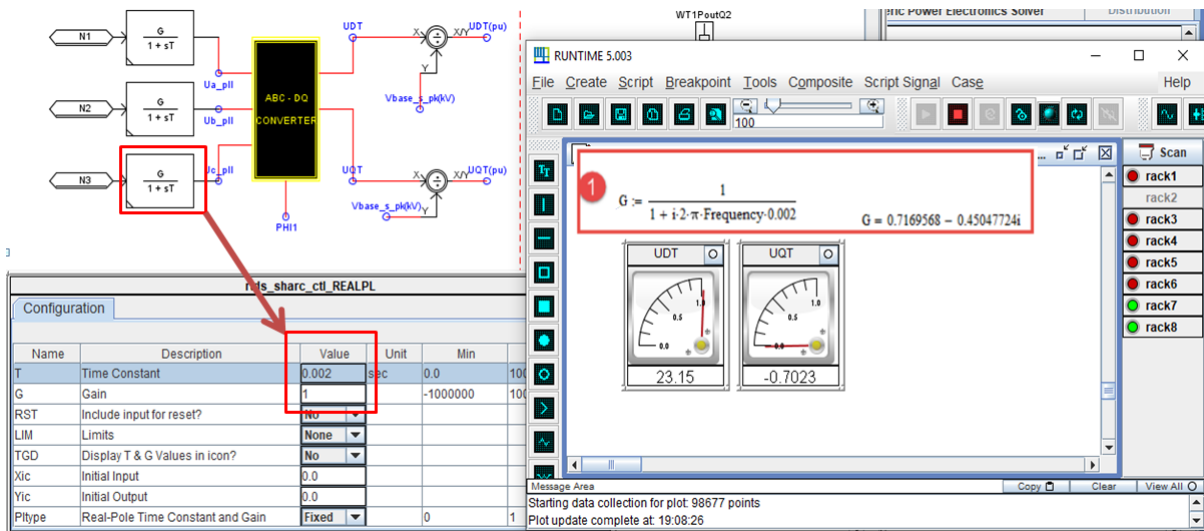 WT1PoutQ2
eric Power Electronics Solver
Distribution
N1
G
1 + sT
Ua_pll
UDT
X
X/Y
UDT(pu)
Y
Vbase_s_pk(kV)
N2
G
1 + sT
Ub_pll
ABC - DQ
CONVERTER
N3
G
1 + sT
Uc_pll
UQT
X
X/Y
UQT(pu)
Y
Vbase_s_pk(kV)
PHI1
rtds_sharc_ctl_REALPL
Configuration
Name Description Value Unit Min
T Time Constant 0.002 sec 0.0 100
G Gain 1 -1000000 100
RST Include input for reset? No
LIM Limits None
TGD Display T & G Values in icon? No
Xic Initial Input 0.0
Yic Initial Output 0.0
Pltype Real-Pole Time Constant and Gain Fixed 0 1
RUNTIME 5.003
File Create Script Breakpoint Tools Composite Script Signal Case Help
100
1
G := 1
1 + i·2·π·Frequency·0.002
G = 0.7169568 − 0.45047724i
UDT
UQT
1.0
0.5
0.0
1.0
0.5
0.0
23.15
-0.7023
Scan
rack1
rack2
rack3
rack4
rack5
rack6
rack7
rack8
Message Area Copy Clear View All
Starting data collection for plot: 98677 points
Plot update complete at: 19:08:26